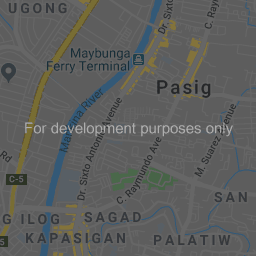 UGONG
Dr. Sixto
C. Ray
Maybunga
Ferry Terminal
Pasig
Marikina River
For development purposes only
Dr. Sixto Antonio Avenue
C. Raymundo Ave
M. Suarez Avenue
Rd
C-5
SAN
G ILOG
SAGAD
KAPASIGAN
PALATIW